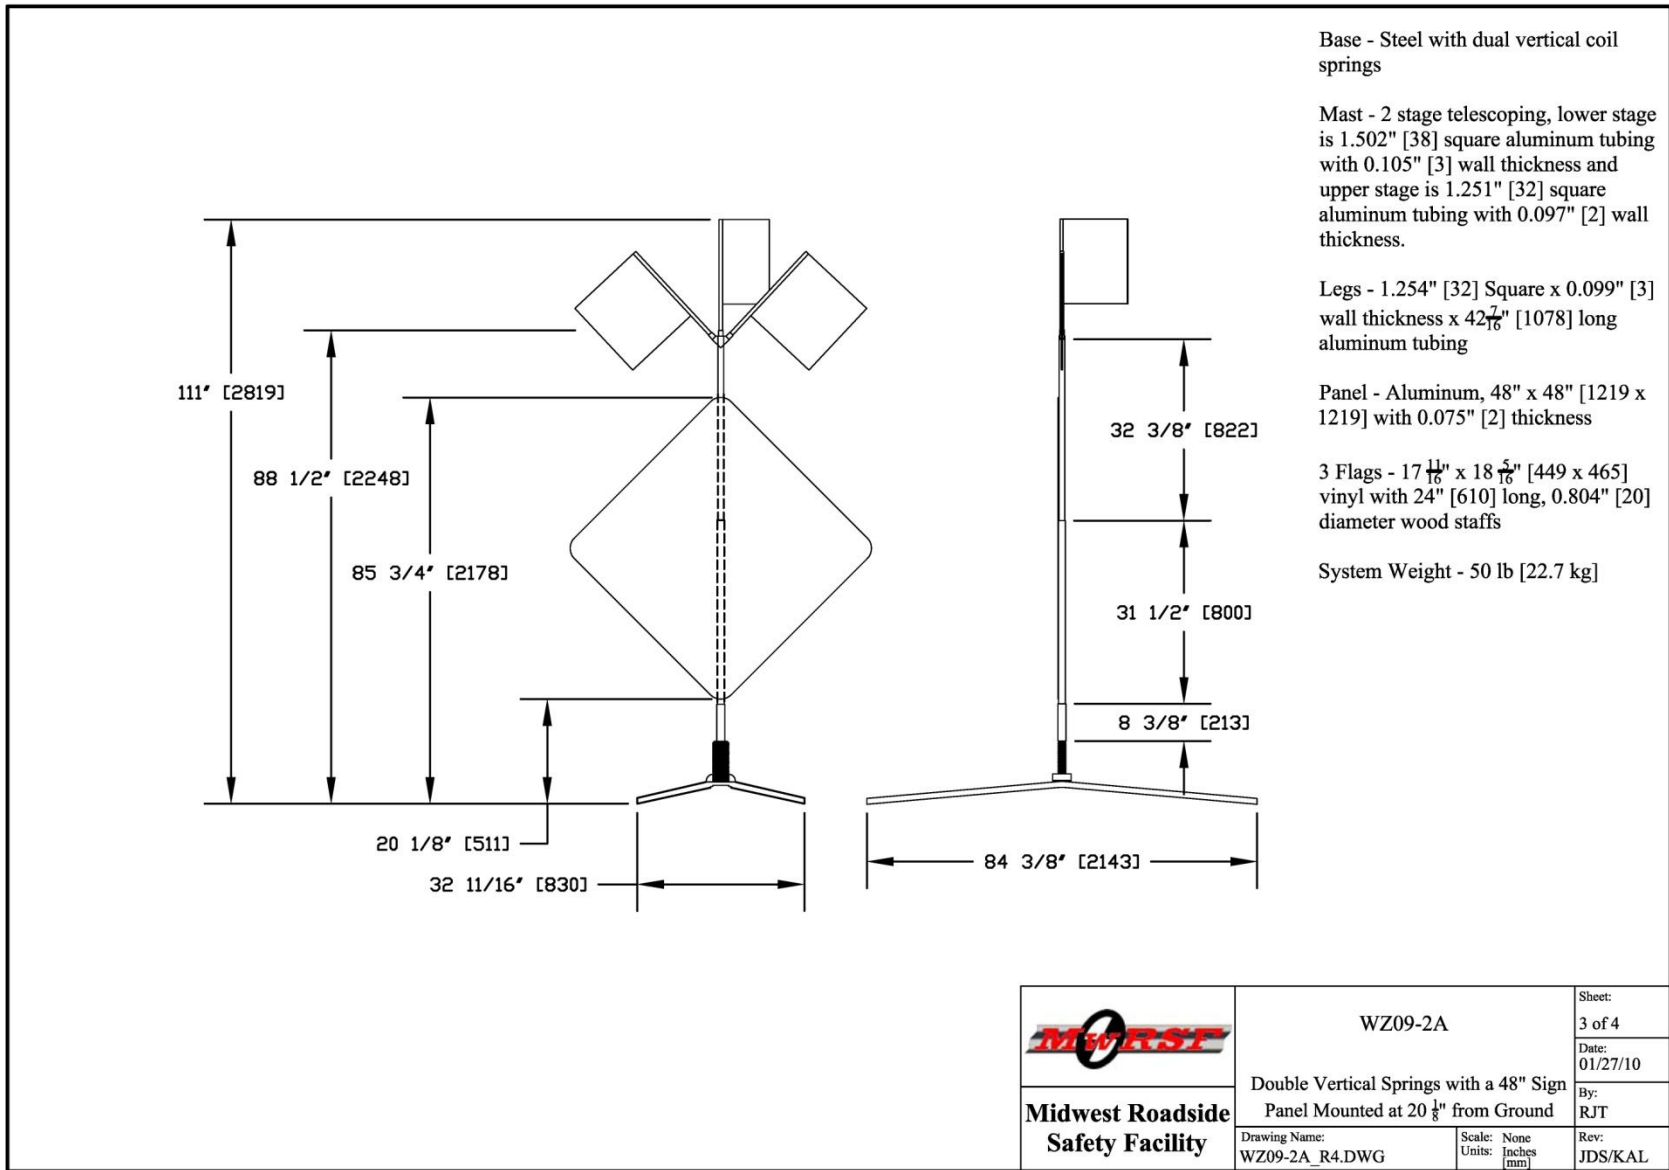 Base - Steel with dual vertical coil
springs
Mast - 2 stage telescoping, lower stage
is 1.502" [38] square aluminum tubing
with 0.105" [3] wall thickness and
upper stage is 1.251" [32] square
aluminum tubing with 0.097" [2] wall
thickness.
Legs - 1.254" [32] Square x 0.099" [3]
wall thickness x 42 7/16" [1078] long
aluminum tubing
Panel - Aluminum, 48" x 48" [1219 x
1219] with 0.075" [2] thickness
3 Flags - 17 11/16" x 18 5/16" [449 x 465]
vinyl with 24" [610] long, 0.804" [20]
diameter wood staffs
System Weight - 50 lb [22.7 kg]
111" [2819]
88 1/2" [2248]
85 3/4" [2178]
20 1/8" [511]
32 11/16" [830]
32 3/8" [822]
31 1/2" [800]
8 3/8" [213]
84 3/8" [2143]
MwRSF
Midwest Roadside
Safety Facility
WZ09-2A
Double Vertical Springs with a 48" Sign
Panel Mounted at 20 1/8" from Ground
Drawing Name:
WZ09-2A_R4.DWG
Scale: None
Units: Inches
[mm]
Sheet:
3 of 4
Date:
01/27/10
By:
RJT
Rev:
JDS/KAL